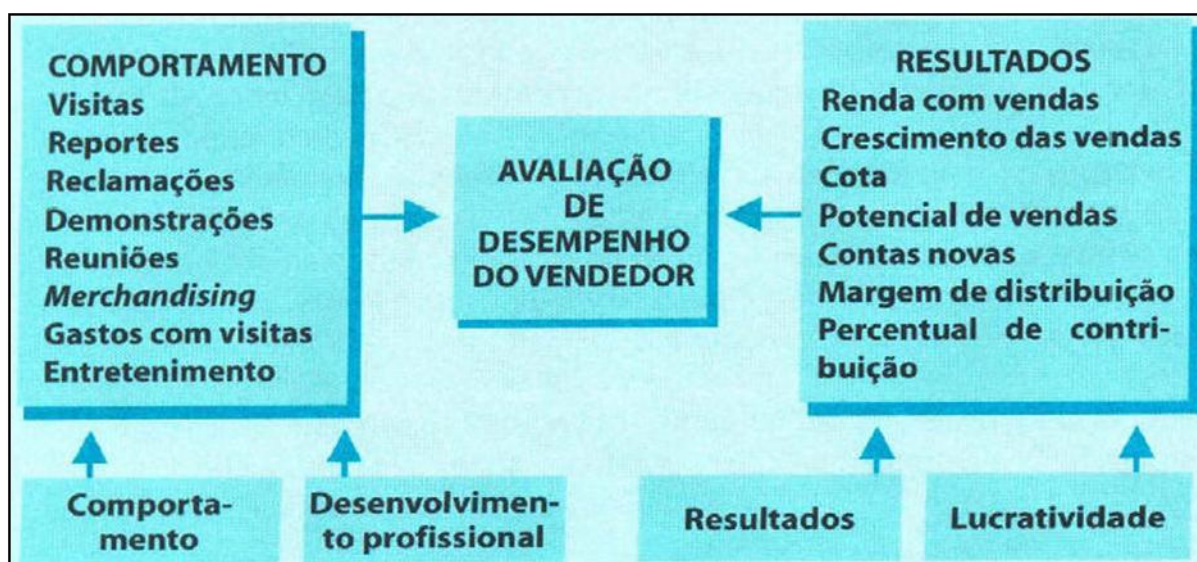 COMPORTAMENTO
Visitas
Reportes
Reclamações
Demonstrações
Reuniões
Merchandising
Gastos com visitas
Entretenimento
AVALIAÇÃO
DE
DESEMPENHO
DO VENDEDOR
RESULTADOS
Renda com vendas
Crescimento das vendas
Cota
Potencial de vendas
Contas novas
Margem de distribuição
Percentual de contri-
buição
Comporta-
mento
Desenvolvimen-
to profissional
Resultados
Lucratividade